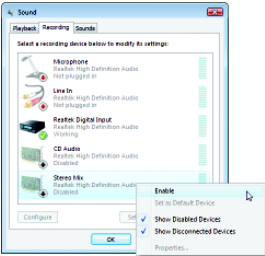 Sound
Playback Recording Sounds
Select a recording device below to modify its settings:
Microphone
Realtek High Definition Audio
Not plugged in
Line In
Realtek High Definition Audio
Not plugged in
Realtek Digital Input
Realtek High Definition Audio
Working
CD Audio
Realtek High Definition Audio
Disabled
Stereo Mix
Realtek High Definition Audio
Disabled
Enable
Set as Default Device
Show Disabled Devices
Show Disconnected Devices
Properties...
Configure
Set
OK